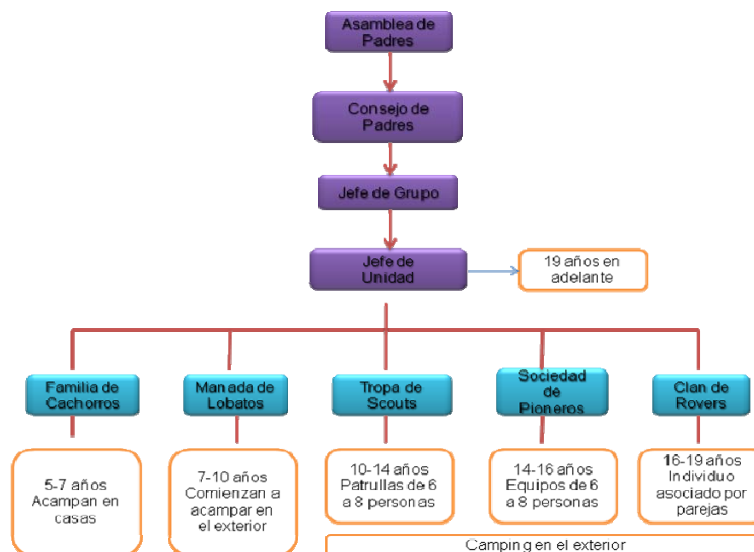 Asamblea de
Padres
Consejo de
Padres
Jefe de Grupo
Jefe de
Unidad
19 años en
adelante
Familia de
Cachorros
Manada de
Lobatos
Tropa de
Scouts
Sociedad
de
Pioneros
Clan de
Rovers
5-7 años
Acampan en
casas
7-10 años
Comienzan a
acampar en
el exterior
10-14 años
Patrullas de 6
a 8 personas
14-16 años
Equipos de 6
a 8 personas
16-19 años
Individuo
asociado por
parejas
Camping en el exterior